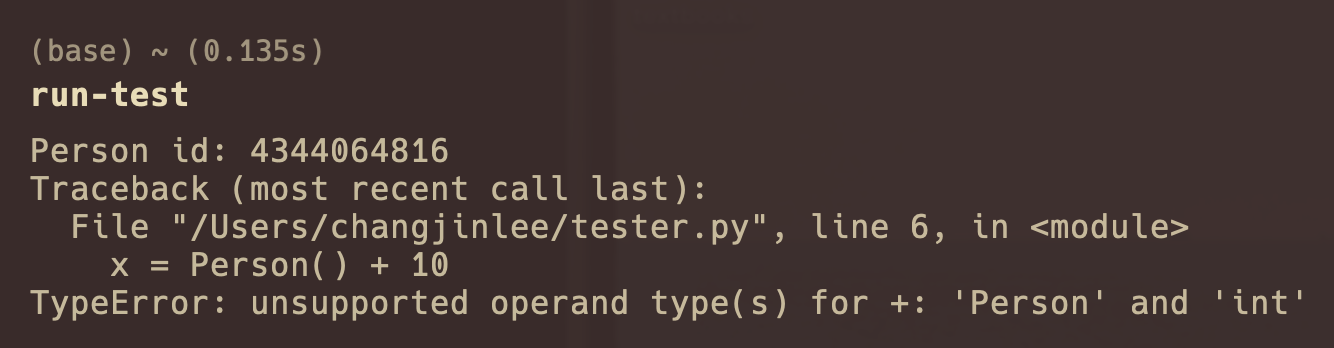 (base) ~ (0.135s)
run-test
Person id: 4344064816
Traceback (most recent call last):
  File "/Users/changjinlee/tester.py", line 6, in <module>
    x = Person() + 10
TypeError: unsupported operand type(s) for +: 'Person' and 'int'